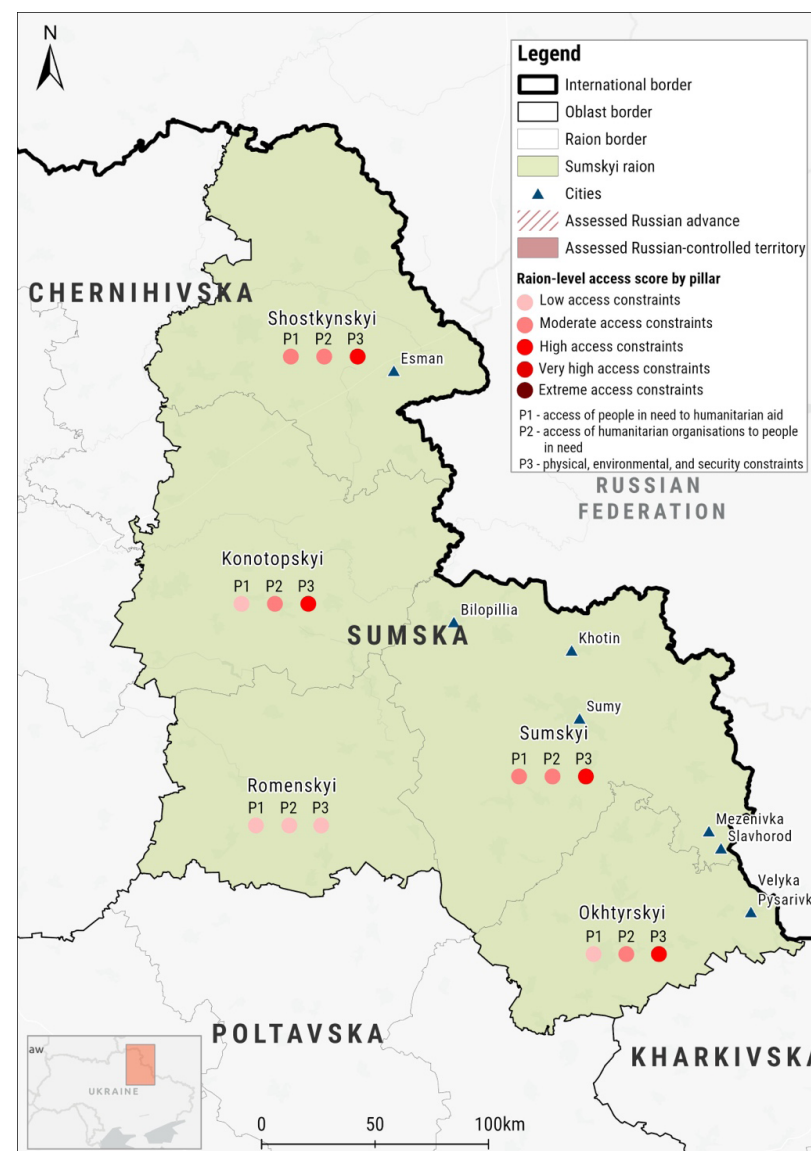 N
Legend
International border
Oblast border
Raion border
Sumskyi raion
Cities
Assessed Russian advance
Assessed Russian-controlled territory
Raion-level access score by pillar
Low access constraints
Moderate access constraints
High access constraints
Very high access constraints
Extreme access constraints
P1 - access of people in need to humanitarian aid
P2 - access of humanitarian organisations to people
in need
P3 - physical, environmental, and security constraints
CHERNIHIVSKA
Shostkynskyi
P1 P2 P3
Esman
RUSSIAN
FEDERATION
Konotopskyi
P1 P2 P3
Bilopillia
SUMSKA
Khotin
Sumy
Sumskyi
P1 P2 P3
Romenskyi
P1 P2 P3
Mezenivka
Slavhorod
Velyka
Pysarivk
Okhtyrskyi
P1 P2 P3
POLTAVSKA
KHARKIVSKA
aw
UKRAINE
0 50 100km